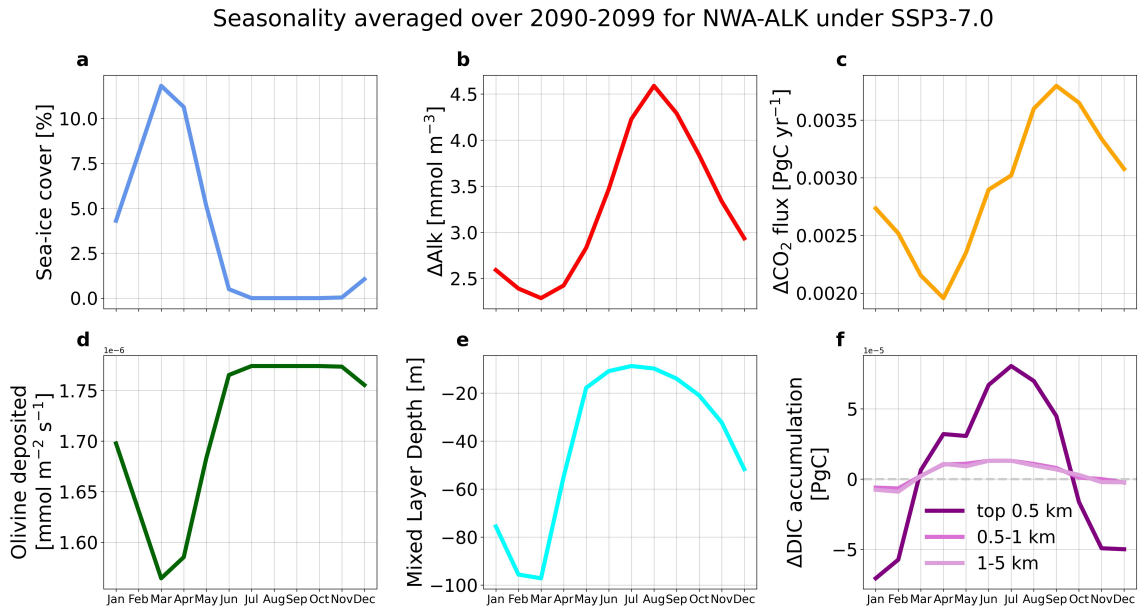 Seasonality averaged over 2090-2099 for NWA-ALK under SSP3-7.0
a
Sea-ice cover [%]
10.0
7.5
5.0
2.5
0.0
b
ΔAlk [mmol m⁻³]
4.5
4.0
3.5
3.0
2.5
c
ΔCO₂ flux [PgC yr⁻¹]
0.0035
0.0030
0.0025
0.0020
d
1e-6
Olivine deposited
[mmol m⁻² s⁻¹]
1.75
1.70
1.65
1.60
Jan Feb Mar Apr May Jun Jul Aug Sep Oct Nov Dec
e
Mixed Layer Depth [m]
−20
−40
−60
−80
−100
Jan Feb Mar Apr May Jun Jul Aug Sep Oct Nov Dec
f
1e-5
ΔDIC accumulation
[PgC]
5
0
−5
top 0.5 km
0.5-1 km
1-5 km
Jan Feb Mar Apr May Jun Jul Aug Sep Oct Nov Dec